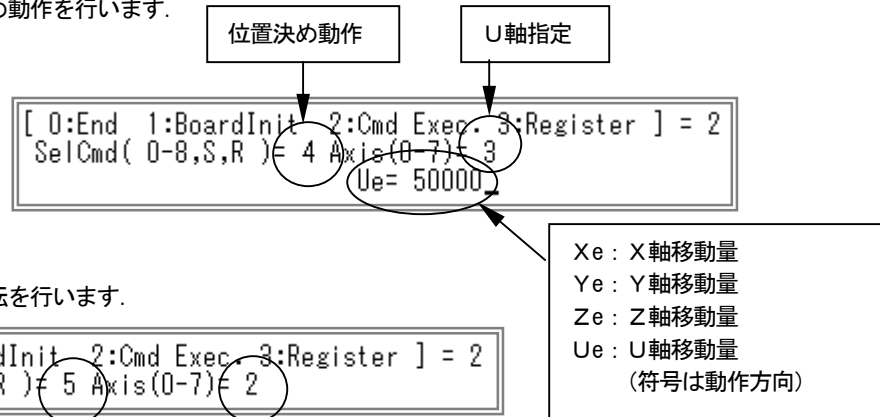 め動作を行います.
位置決め動作
U軸指定
[ 0:End 1:BoardInit 2:Cmd Exec. 3:Register ] = 2
SelCmd( 0-8,S,R )= 4 Axis(0-7)= 3
Ue= 50000_
Xe:X軸移動量
Ye:Y軸移動量
Ze:Z軸移動量
Ue:U軸移動量
(符号は動作方向)
転を行います.
dInit 2:Cmd Exec. 3:Register ] = 2
R )= 5 Axis(0-7)= 2